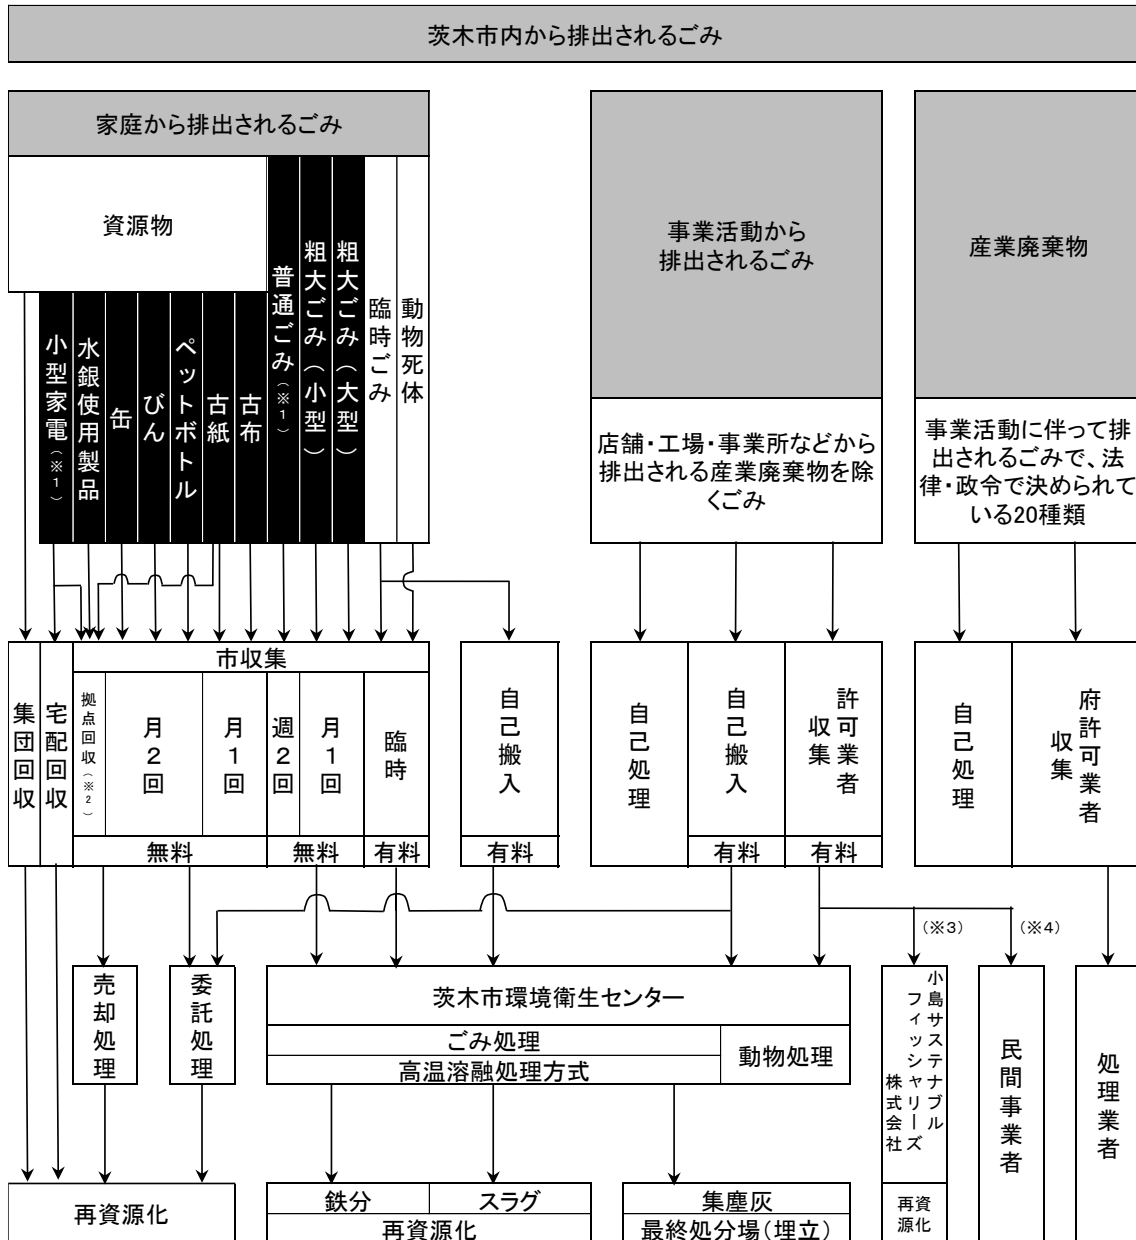 茨木市内から排出されるごみ
家庭から排出されるごみ
資源物
小型家電(※1)
水銀使用製品
缶
びん
ペットボトル
古紙
古布
普通ごみ(※1)
粗大ごみ(小型)
粗大ごみ(大型)
臨時ごみ
動物死体
事業活動から
排出されるごみ
店舗・工場・事業所などから
排出される産業廃棄物を除
くごみ
産業廃棄物
事業活動に伴って排
出されるごみで、法
律・政令で決められて
いる20種類
集団回収
宅配回収
市収集
拠点回収(※2)
月2回
月1回
週2回
月1回
臨時
無料
無料
有料
自己搬入
有料
自己処理
自己搬入
有料
許可業者
収集
有料
自己処理
府許可業者
収集
(※3)
(※4)
売却処理
委託処理
茨木市環境衛生センター
ごみ処理
高温溶融処理方式
動物処理
小島サステナブル
フィッシャリーズ
株式会社
民間事業者
処理業者
再資源化
鉄分
スラグ
再資源化
集塵灰
最終処分場(埋立)
再資
源化